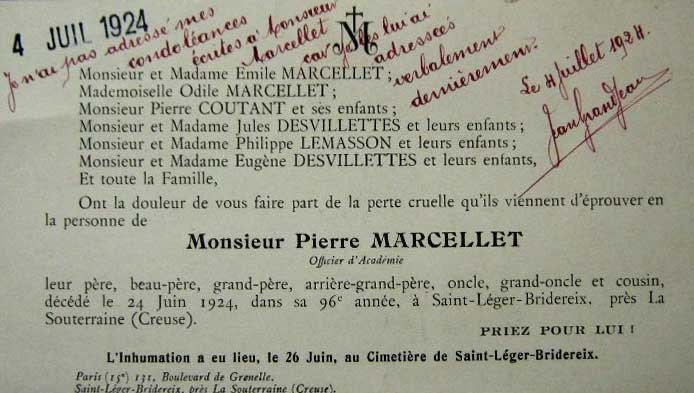 4 JUIL 1924
Je n'ai pas adressé mes
condoléances
écrites à Monsieur
Marcellet
car je les lui ai
adressées
verbalement
dernièrement.
Le 4 juillet 1924.
Jean Grandjean
M
Monsieur et Madame Emile MARCELLET ;
Mademoiselle Odile MARCELLET ;
Monsieur Pierre COUTANT et ses enfants ;
Monsieur et Madame Jules DESVILLETTES et leurs enfants ;
Monsieur et Madame Philippe LEMASSON et leurs enfants ;
Monsieur et Madame Eugène DESVILLETTES et leurs enfants,
Et toute la Famille,
Ont la douleur de vous faire part de la perte cruelle qu'ils viennent d'éprouver en
la personne de
Monsieur Pierre MARCELLET
Officier d'Académie
leur père, beau-père, grand-père, arrière-grand-père, oncle, grand-oncle et cousin,
décédé le 24 Juin 1924, dans sa 96e année, à Saint-Léger-Bridereix, près La
Souterraine (Creuse).
PRIEZ POUR LUI !
L'Inhumation a eu lieu, le 26 Juin, au Cimetière de Saint-Léger-Bridereix.
Paris (15e) 131, Boulevard de Grenelle.
Saint-Léger-Bridereix, près La Souterraine (Creuse).